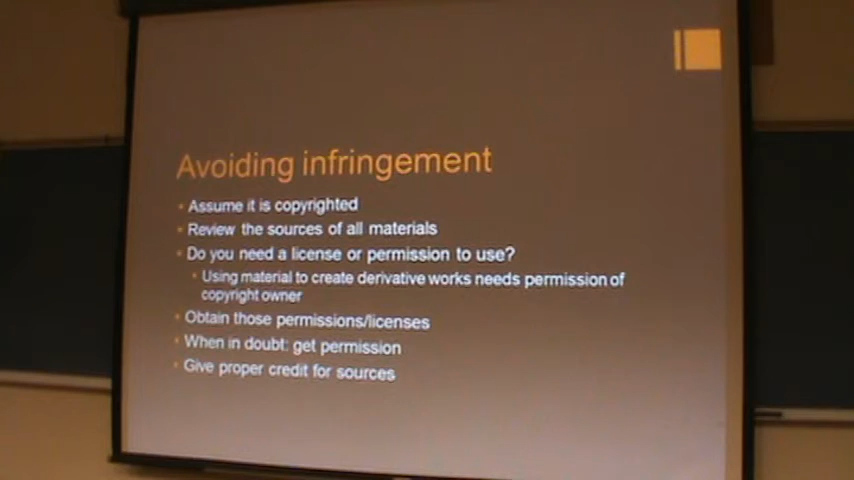 Avoiding infringement
Assume it is copyrighted
Review the sources of all materials
Do you need a license or permission to use?
Using material to create derivative works needs permission of
copyright owner
Obtain those permissions/licenses
When in doubt: get permission
Give proper credit for sources